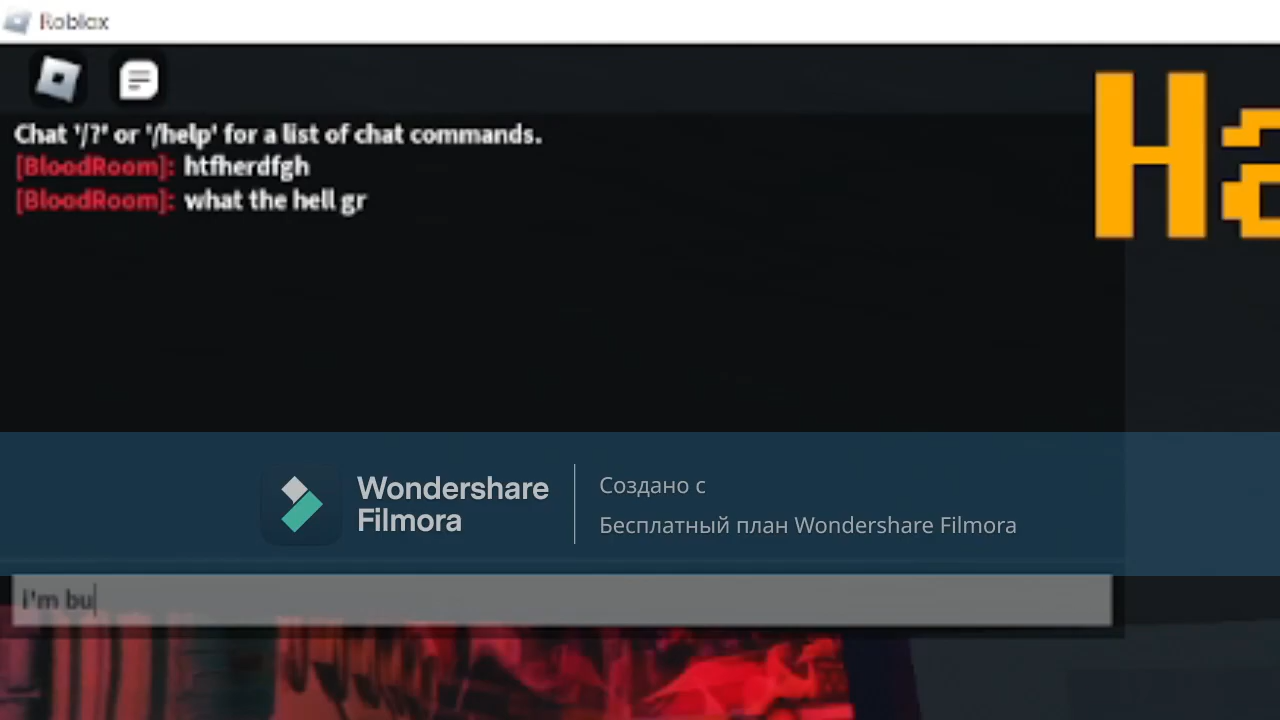 Roblox
Chat '/?' or '/help' for a list of chat commands.
[BloodRoom]: htfherdfgh
[BloodRoom]: what the hell gr
Ha
Wondershare
Filmora
Создано с
Бесплатный план Wondershare Filmora
i'm bu